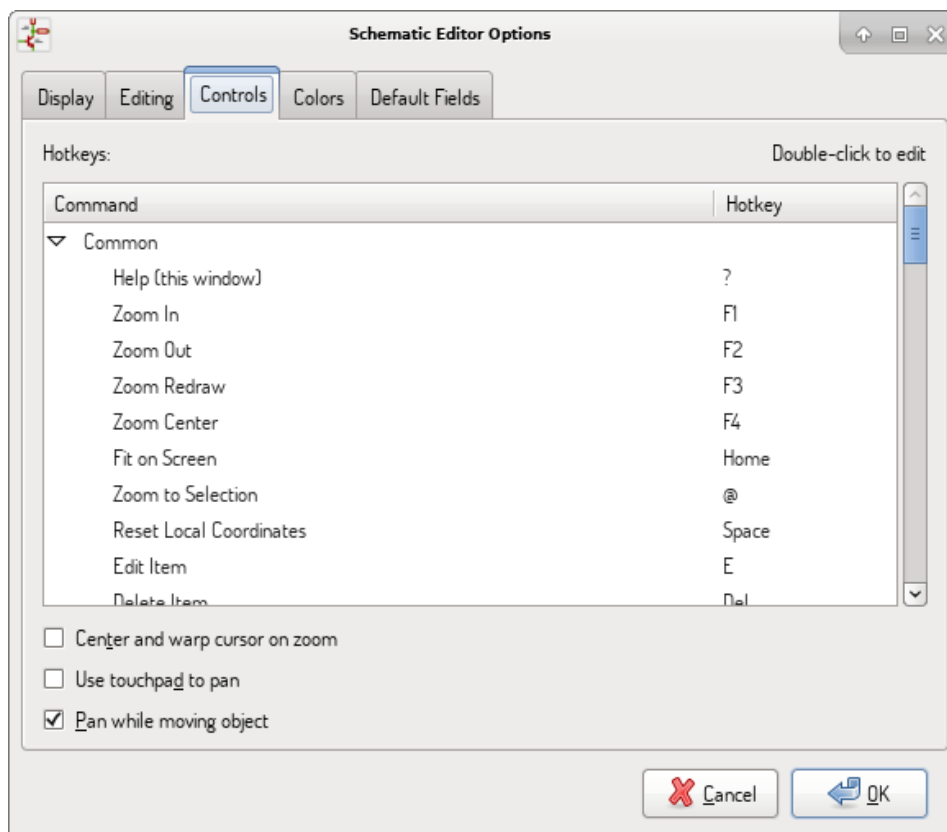 Schematic Editor Options
Display Editing Controls Colors Default Fields
Hotkeys: Double-click to edit
Command Hotkey
Common
Help (this window) ?
Zoom In F1
Zoom Out F2
Zoom Redraw F3
Zoom Center F4
Fit on Screen Home
Zoom to Selection @
Reset Local Coordinates Space
Edit Item E
Delete Item Del
Center and warp cursor on zoom
Use touchpad to pan
Pan while moving object
Cancel OK